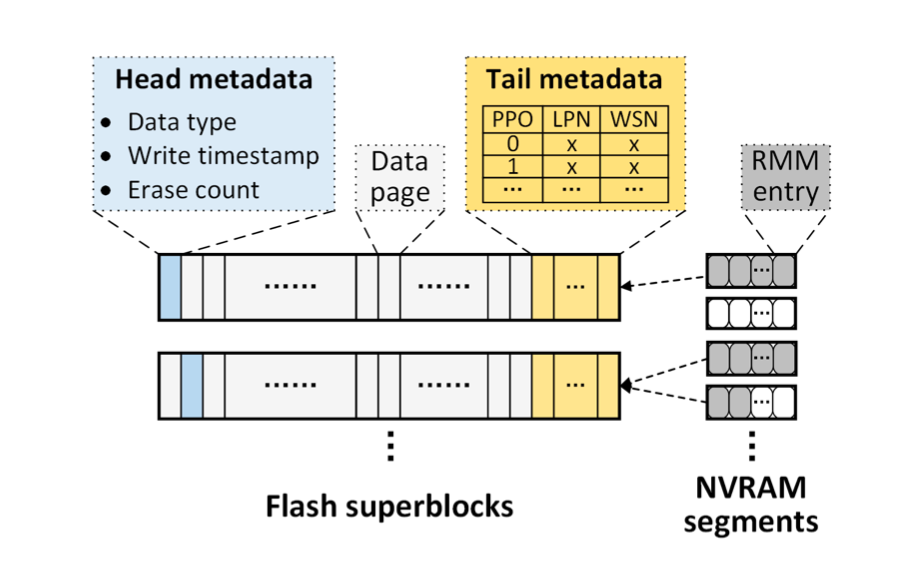 Head metadata
• Data type
• Write timestamp
• Erase count
Data
page
Tail metadata
PPO LPN WSN
0 x x
1 x x
... ... ...
RMM
entry
...... ...... ...
...
...
...... ...... ...
...
...
Flash superblocks
NVRAM
segments